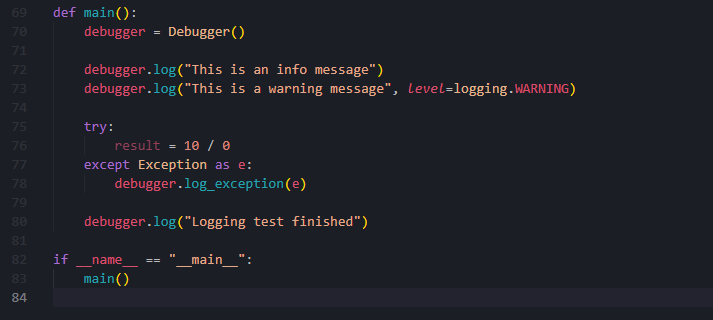 69 def main():
70     debugger = Debugger()
71
72     debugger.log("This is an info message")
73     debugger.log("This is a warning message", level=logging.WARNING)
74
75     try:
76         result = 10 / 0
77     except Exception as e:
78         debugger.log_exception(e)
79
80     debugger.log("Logging test finished")
81
82 if __name__ == "__main__":
83     main()
84